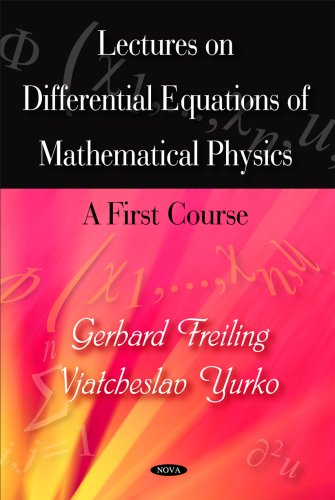 Lectures on
Differential Equations of
Mathematical Physics
A First Course
Gerhard Freiling
Vjatcheslav Yurko
NOVA